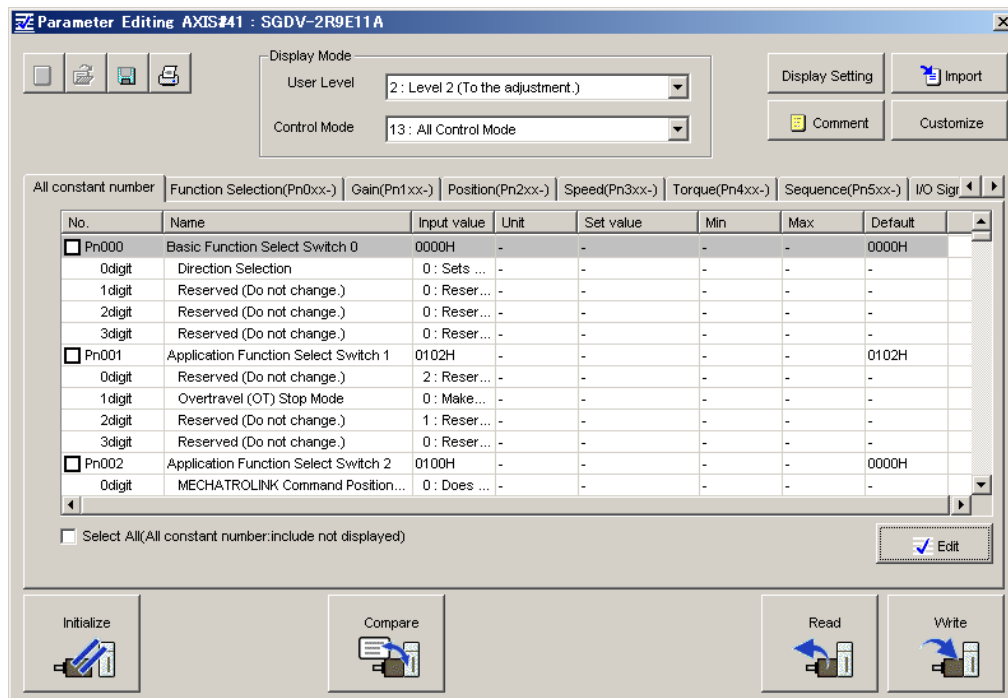 Parameter Editing AXIS#41 : SGDV-2R9E11A
Display Mode
User Level 2 : Level 2 (To the adjustment.)
Control Mode 13 : All Control Mode
Display Setting Import
Comment Customize
All constant number Function Selection(Pn0xx-) Gain(Pn1xx-) Position(Pn2xx-) Speed(Pn3xx-) Torque(Pn4xx-) Sequence(Pn5xx-) I/O Sigr
No. Name Input value Unit Set value Min Max Default
Pn000 Basic Function Select Switch 0 0000H - - - - 0000H
0digit Direction Selection 0 : Sets ... - - - - -
1digit Reserved (Do not change.) 0 : Reser... - - - - -
2digit Reserved (Do not change.) 0 : Reser... - - - - -
3digit Reserved (Do not change.) 0 : Reser... - - - - -
Pn001 Application Function Select Switch 1 0102H - - - - 0102H
0digit Reserved (Do not change.) 2 : Reser... - - - - -
1digit Overtravel (OT) Stop Mode 0 : Make... - - - - -
2digit Reserved (Do not change.) 1 : Reser... - - - - -
3digit Reserved (Do not change.) 0 : Reser... - - - - -
Pn002 Application Function Select Switch 2 0100H - - - - 0000H
0digit MECHATROLINK Command Position... 0 : Does ... - - - - -
Select All(All constant number:include not displayed)
Edit
Initialize Compare Read Write